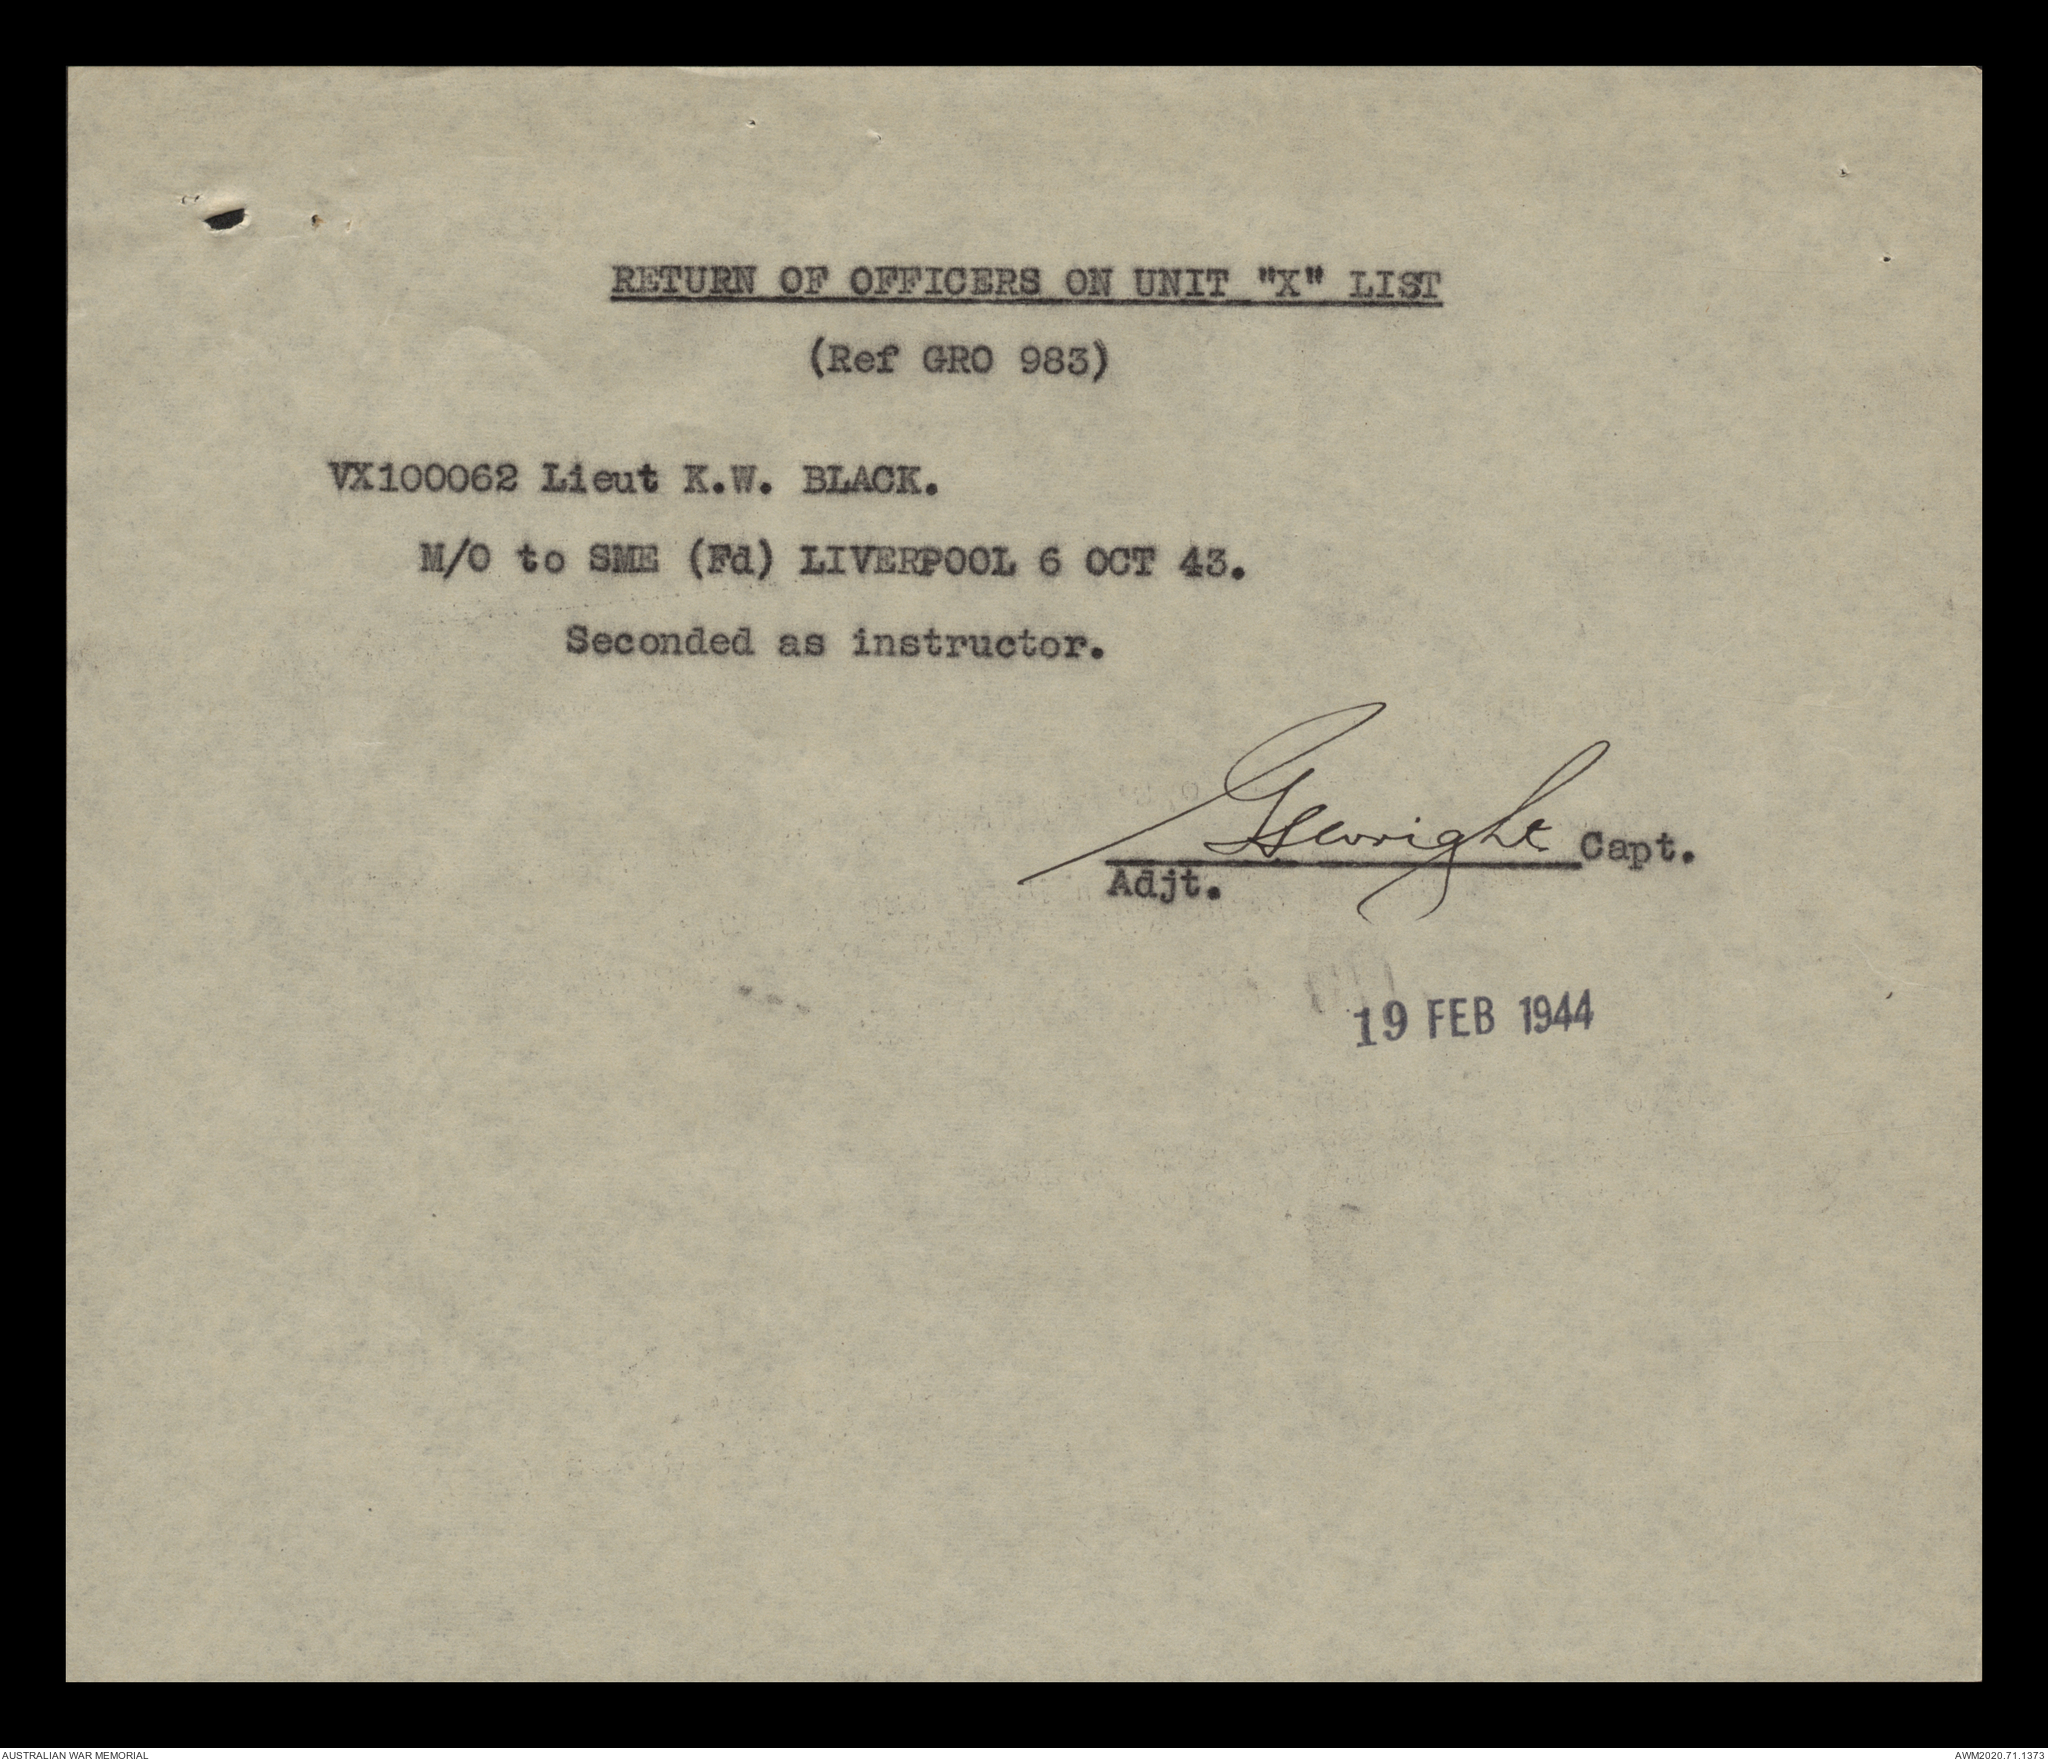 RETURN OF OFFICERS ON UNIT "X" LIST
(Ref GRO 983)
VX100062 Lieut K.W. BLACK.
M/O to SME (Fd) LIVERPOOL 6 OCT 43.
Seconded as instructor.
Capt.
Adjt.
19 FEB 1944
AUSTRALIAN WAR MEMORIAL
AWM2020.71.1373